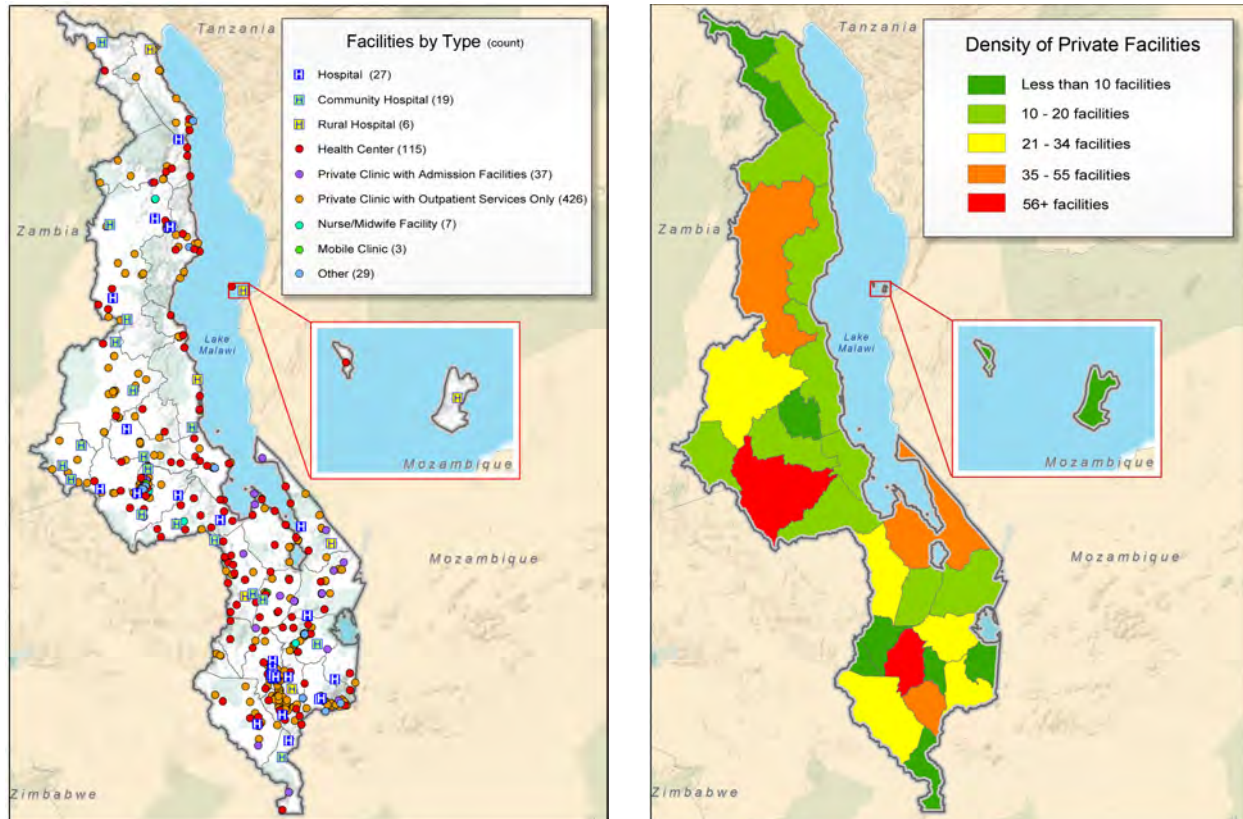 Tanzania
Facilities by Type (count)
Hospital (27)
Community Hospital (19)
Rural Hospital (6)
Health Center (115)
Private Clinic with Admission Facilities (37)
Private Clinic with Outpatient Services Only (426)
Nurse/Midwife Facility (7)
Mobile Clinic (3)
Other (29)
Zambia
Lake
Malawi
Mozambique
Mozambique
Zimbabwe
Tanzania
Density of Private Facilities
Less than 10 facilities
10 - 20 facilities
21 - 34 facilities
35 - 55 facilities
56+ facilities
Zambia
Lake
Malawi
Mozambique
Mozambique
Zimbabwe